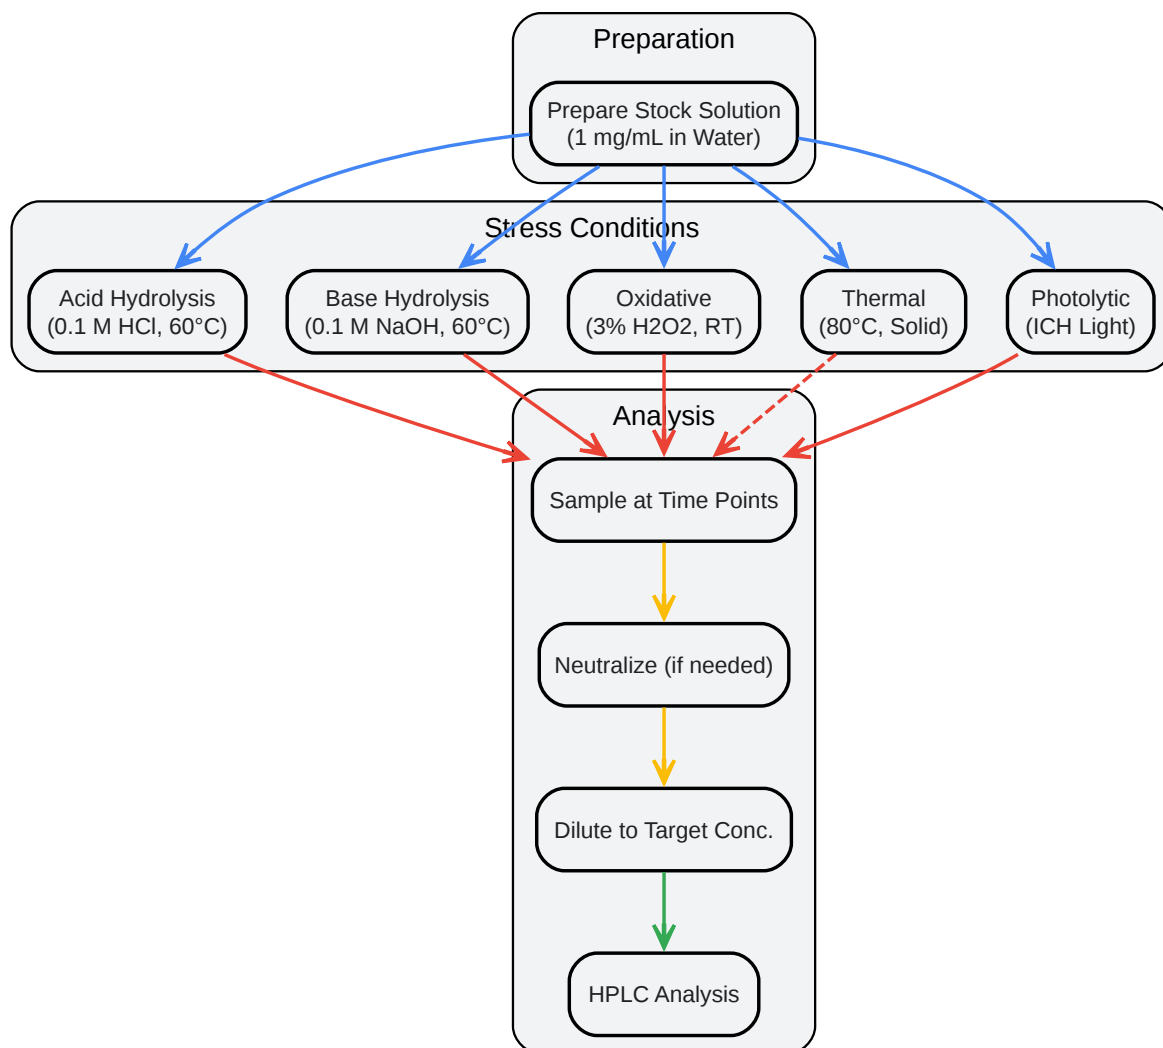 Preparation
Prepare Stock Solution
(1 mg/mL in Water)
Stress Conditions
Acid Hydrolysis
(0.1 M HCl, 60°C)
Base Hydrolysis
(0.1 M NaOH, 60°C)
Oxidative
(3% H2O2, RT)
Thermal
(80°C, Solid)
Photolytic
(ICH Light)
Analysis
Sample at Time Points
Neutralize (if needed)
Dilute to Target Conc.
HPLC Analysis